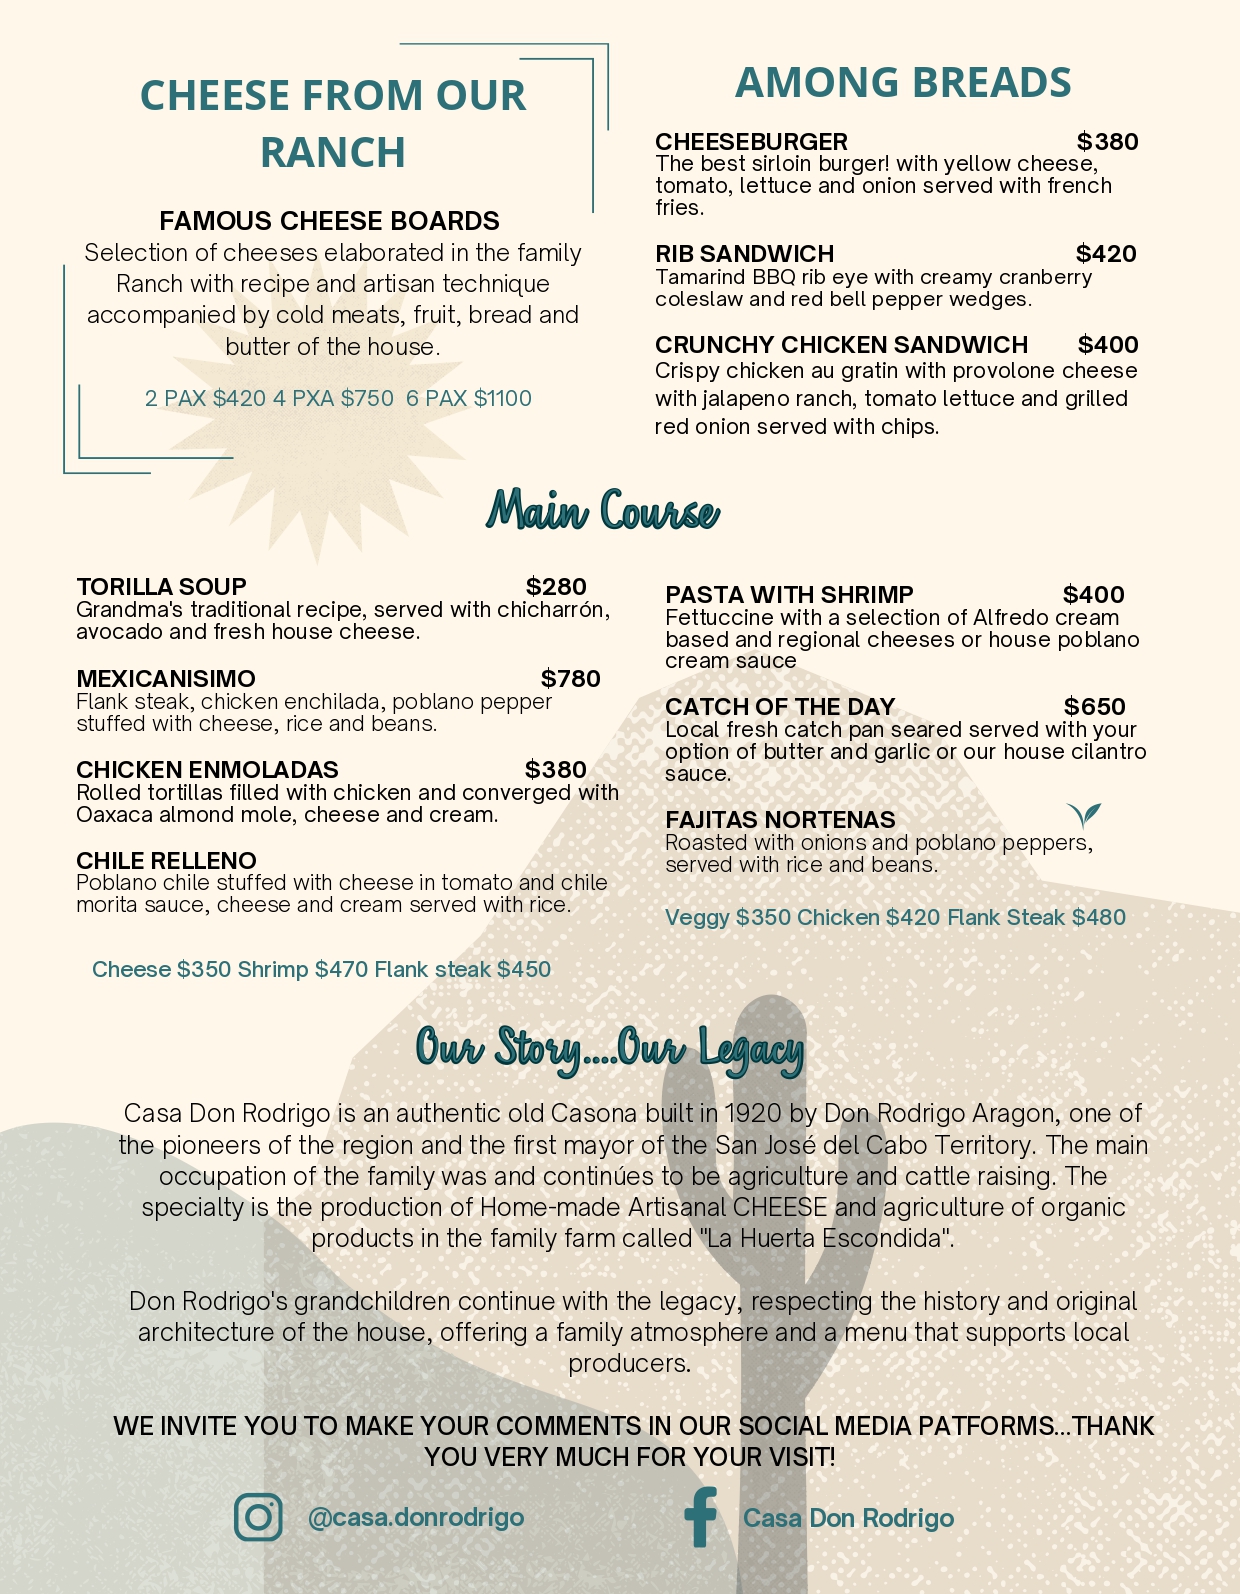 CHEESE FROM OUR
RANCH
FAMOUS CHEESE BOARDS
Selection of cheeses elaborated in the family
Ranch with recipe and artisan technique
accompanied by cold meats, fruit, bread and
butter of the house.
2 PAX $420 4 PXA $750 6 PAX $1100
AMONG BREADS
CHEESEBURGER $380
The best sirloin burger! with yellow cheese,
tomato, lettuce and onion served with french
fries.
RIB SANDWICH $420
Tamarind BBQ rib eye with creamy cranberry
coleslaw and red bell pepper wedges.
CRUNCHY CHICKEN SANDWICH $400
Crispy chicken au gratin with provolone cheese
with jalapeno ranch, tomato lettuce and grilled
red onion served with chips.
Main Course
TORILLA SOUP $280
Grandma's traditional recipe, served with chicharrón,
avocado and fresh house cheese.
MEXICANISIMO $780
Flank steak, chicken enchilada, poblano pepper
stuffed with cheese, rice and beans.
CHICKEN ENMOLADAS $380
Rolled tortillas filled with chicken and converged with
Oaxaca almond mole, cheese and cream.
CHILE RELLENO
Poblano chile stuffed with cheese in tomato and chile
morita sauce, cheese and cream served with rice.
Cheese $350 Shrimp $470 Flank steak $450
PASTA WITH SHRIMP $400
Fettuccine with a selection of Alfredo cream
based and regional cheeses or house poblano
cream sauce
CATCH OF THE DAY $650
Local fresh catch pan seared served with your
option of butter and garlic or our house cilantro
sauce.
FAJITAS NORTENAS
Roasted with onions and poblano peppers,
served with rice and beans.
Veggy $350 Chicken $420 Flank Steak $480
Our Story....Our Legacy
Casa Don Rodrigo is an authentic old Casona built in 1920 by Don Rodrigo Aragon, one of
the pioneers of the region and the first mayor of the San José del Cabo Territory. The main
occupation of the family was and continúes to be agriculture and cattle raising. The
specialty is the production of Home-made Artisanal CHEESE and agriculture of organic
products in the family farm called "La Huerta Escondida".
Don Rodrigo's grandchildren continue with the legacy, respecting the history and original
architecture of the house, offering a family atmosphere and a menu that supports local
producers.
WE INVITE YOU TO MAKE YOUR COMMENTS IN OUR SOCIAL MEDIA PATFORMS...THANK
YOU VERY MUCH FOR YOUR VISIT!
@casa.donrodrigo
Casa Don Rodrigo